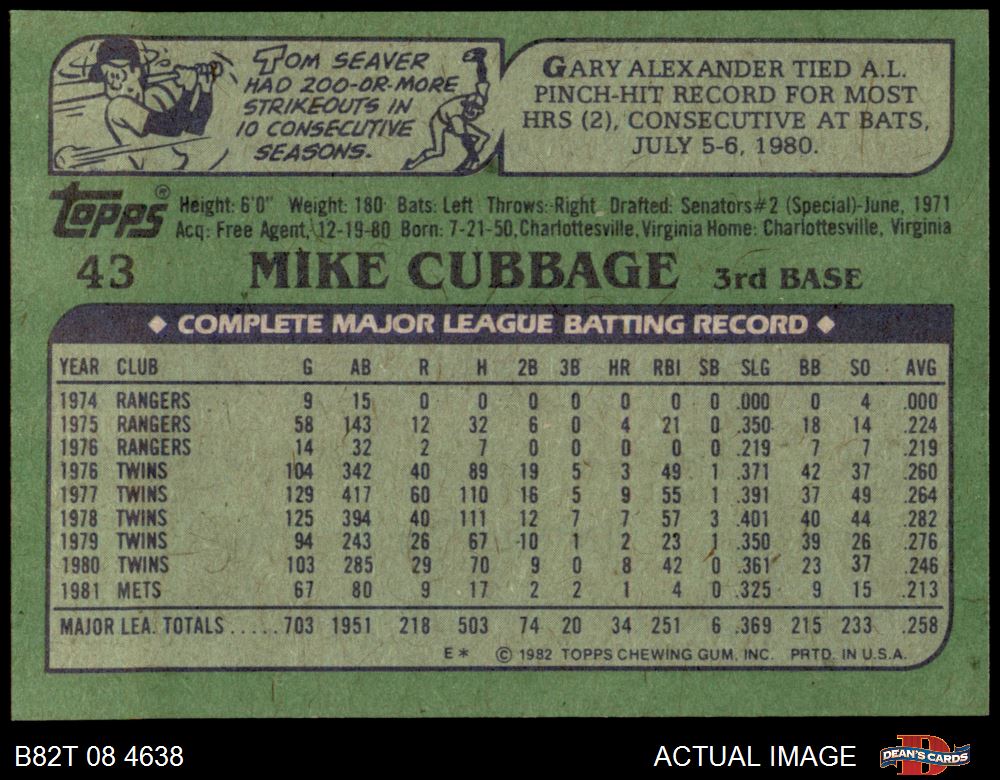 TOM SEAVER
HAD 200-OR-MORE
STRIKEOUTS IN
10 CONSECUTIVE
SEASONS.
GARY ALEXANDER TIED A.L.
PINCH-HIT RECORD FOR MOST
HRS (2), CONSECUTIVE AT BATS,
JULY 5-6, 1980.
topps®
Height: 6'0" Weight: 180 Bats: Left Throws: Right Drafted: Senators #2 (Special)-June, 1971
Acq: Free Agent, 12-19-80 Born: 7-21-50, Charlottesville, Virginia Home: Charlottesville, Virginia
43 MIKE CUBBAGE 3rd BASE
◆ COMPLETE MAJOR LEAGUE BATTING RECORD ◆
YEAR CLUB G AB R H 2B 3B HR RBI SB SLG BB SO AVG
1974 RANGERS 9 15 0 0 0 0 0 0 0 .000 0 4 .000
1975 RANGERS 58 143 12 32 6 0 4 21 0 .350 18 14 .224
1976 RANGERS 14 32 2 7 0 0 0 0 0 .219 7 7 .219
1976 TWINS 104 342 40 89 19 5 3 49 1 .371 42 37 .260
1977 TWINS 129 417 60 110 16 5 9 55 1 .391 37 49 .264
1978 TWINS 125 394 40 111 12 7 7 57 3 .401 40 44 .282
1979 TWINS 94 243 26 67 10 1 2 23 1 .350 39 26 .276
1980 TWINS 103 285 29 70 9 0 8 42 0 .361 23 37 .246
1981 METS 67 80 9 17 2 2 1 4 0 .325 9 15 .213
MAJOR LEA. TOTALS.....703 1951 218 503 74 20 34 251 6 .369 215 233 .258
E* © 1982 TOPPS CHEWING GUM, INC. PRTD. IN U.S.A.
B82T 08 4638 ACTUAL IMAGE DEAN'S CARDS